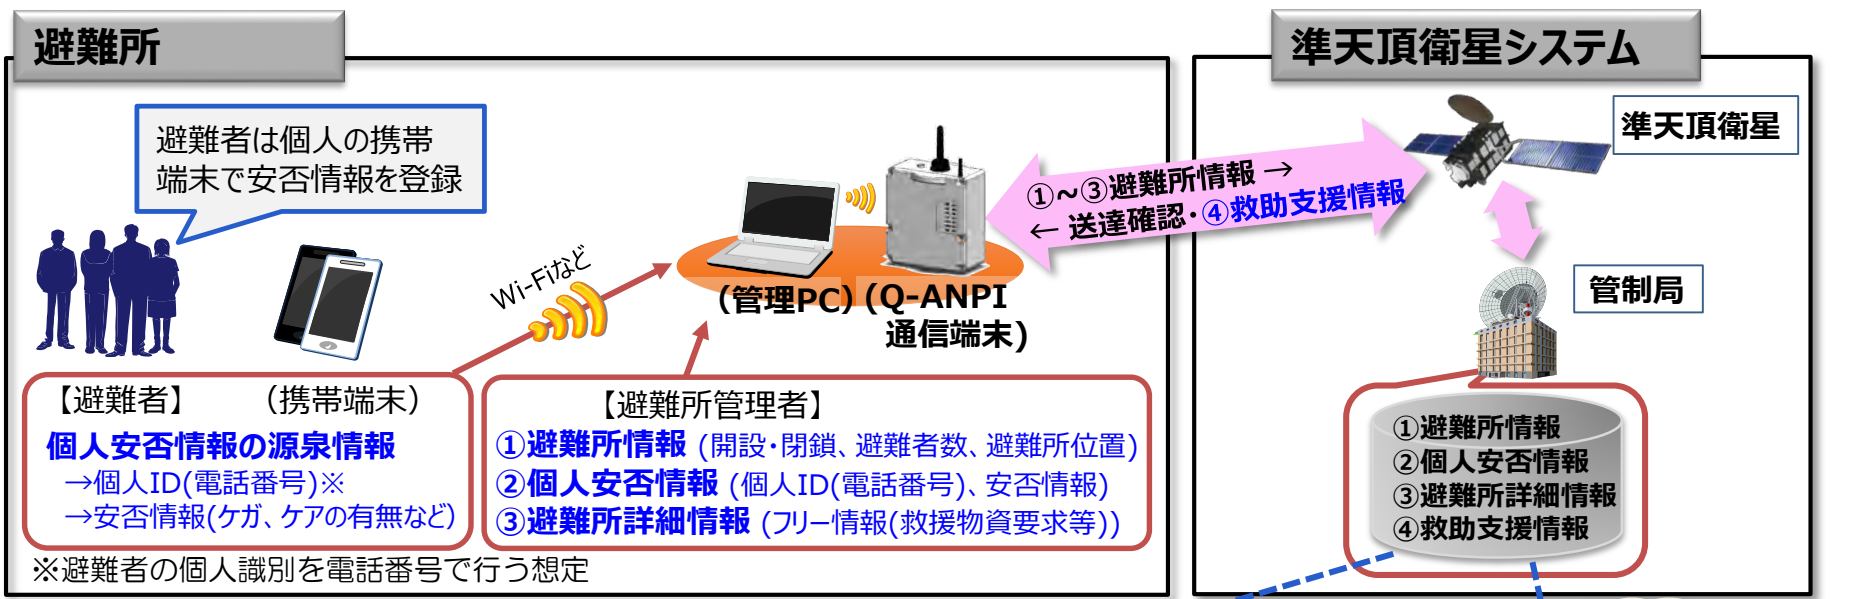 避難所
避難者は個人の携帯
端末で安否情報を登録
Wi-Fiなど
(管理PC)
(Q-ANPI
通信端末)
①~③避難所情報 →
← 送達確認・④救助支援情報
【避難者】 (携帯端末)
個人安否情報の源泉情報
→個人ID(電話番号)※
→安否情報(ケガ、ケアの有無など)
【避難所管理者】
①避難所情報 (開設・閉鎖、避難者数、避難所位置)
②個人安否情報 (個人ID(電話番号)、安否情報)
③避難所詳細情報 (フリー情報(救援物資要求等))
※避難者の個人識別を電話番号で行う想定
準天頂衛星システム
準天頂衛星
管制局
①避難所情報
②個人安否情報
③避難所詳細情報
④救助支援情報